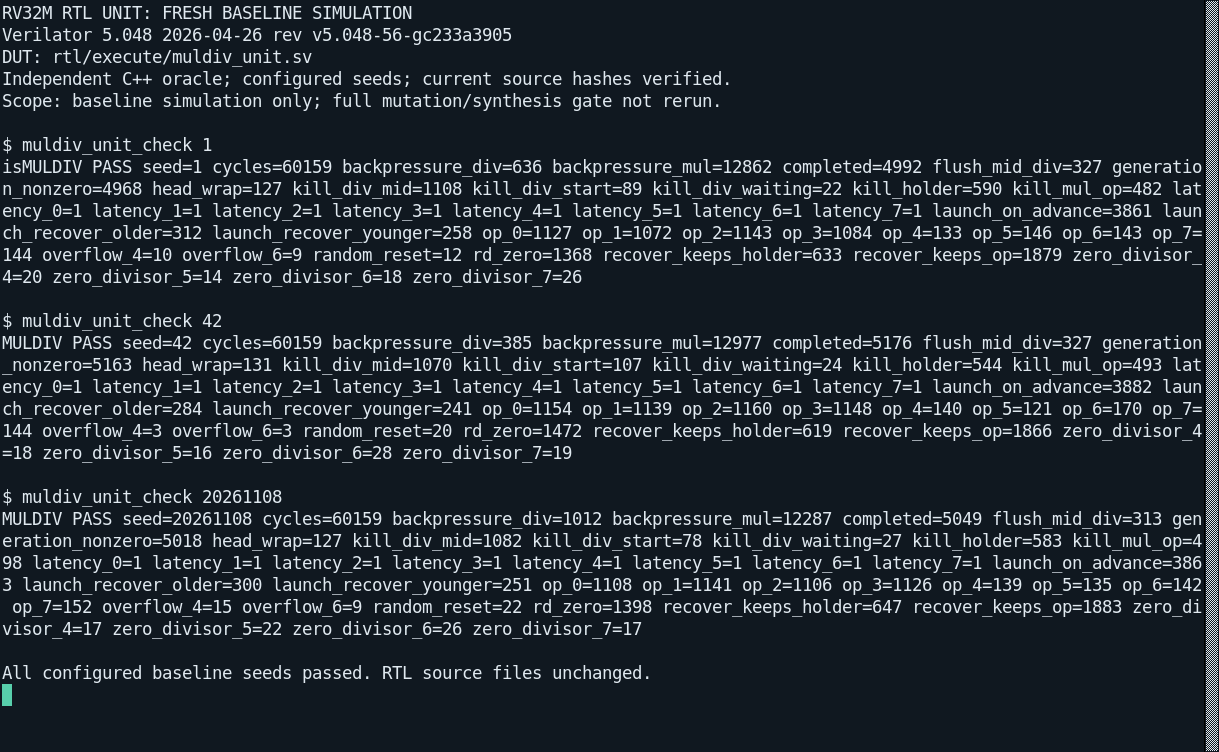 RV32M RTL UNIT: FRESH BASELINE SIMULATION
Verilator 5.048 2026-04-26 rev v5.048-56-gc233a3905
DUT: rtl/execute/muldiv_unit.sv
Independent C++ oracle; configured seeds; current source hashes verified.
Scope: baseline simulation only; full mutation/synthesis gate not rerun.

$ muldiv_unit_check 1
isMULDIV PASS seed=1 cycles=60159 backpressure_div=636 backpressure_mul=12862 completed=4992 flush_mid_div=327 generatio
n_nonzero=4968 head_wrap=127 kill_div_mid=1108 kill_div_start=89 kill_div_waiting=22 kill_holder=590 kill_mul_op=482 lat
ency_0=1 latency_1=1 latency_2=1 latency_3=1 latency_4=1 latency_5=1 latency_6=1 latency_7=1 launch_on_advance=3861 laun
ch_recover_older=312 launch_recover_younger=258 op_0=1127 op_1=1072 op_2=1143 op_3=1084 op_4=133 op_5=146 op_6=143 op_7=
144 overflow_4=10 overflow_6=9 random_reset=12 rd_zero=1368 recover_keeps_holder=633 recover_keeps_op=1879 zero_divisor_
4=20 zero_divisor_5=14 zero_divisor_6=18 zero_divisor_7=26

$ muldiv_unit_check 42
MULDIV PASS seed=42 cycles=60159 backpressure_div=385 backpressure_mul=12977 completed=5176 flush_mid_div=327 generation
_nonzero=5163 head_wrap=131 kill_div_mid=1070 kill_div_start=107 kill_div_waiting=24 kill_holder=544 kill_mul_op=493 lat
ency_0=1 latency_1=1 latency_2=1 latency_3=1 latency_4=1 latency_5=1 latency_6=1 latency_7=1 launch_on_advance=3882 laun
ch_recover_older=284 launch_recover_younger=241 op_0=1154 op_1=1139 op_2=1160 op_3=1148 op_4=140 op_5=121 op_6=170 op_7=
144 overflow_4=3 overflow_6=3 random_reset=20 rd_zero=1472 recover_keeps_holder=619 recover_keeps_op=1866 zero_divisor_4
=18 zero_divisor_5=16 zero_divisor_6=28 zero_divisor_7=19

$ muldiv_unit_check 20261108
MULDIV PASS seed=20261108 cycles=60159 backpressure_div=1012 backpressure_mul=12287 completed=5049 flush_mid_div=313 gen
eration_nonzero=5018 head_wrap=127 kill_div_mid=1082 kill_div_start=78 kill_div_waiting=27 kill_holder=583 kill_mul_op=4
98 latency_0=1 latency_1=1 latency_2=1 latency_3=1 latency_4=1 latency_5=1 latency_6=1 latency_7=1 launch_on_advance=386
3 launch_recover_older=300 launch_recover_younger=251 op_0=1108 op_1=1141 op_2=1106 op_3=1126 op_4=139 op_5=135 op_6=142
 op_7=152 overflow_4=15 overflow_6=9 random_reset=22 rd_zero=1398 recover_keeps_holder=647 recover_keeps_op=1883 zero_di
visor_4=17 zero_divisor_5=22 zero_divisor_6=26 zero_divisor_7=17

All configured baseline seeds passed. RTL source files unchanged.